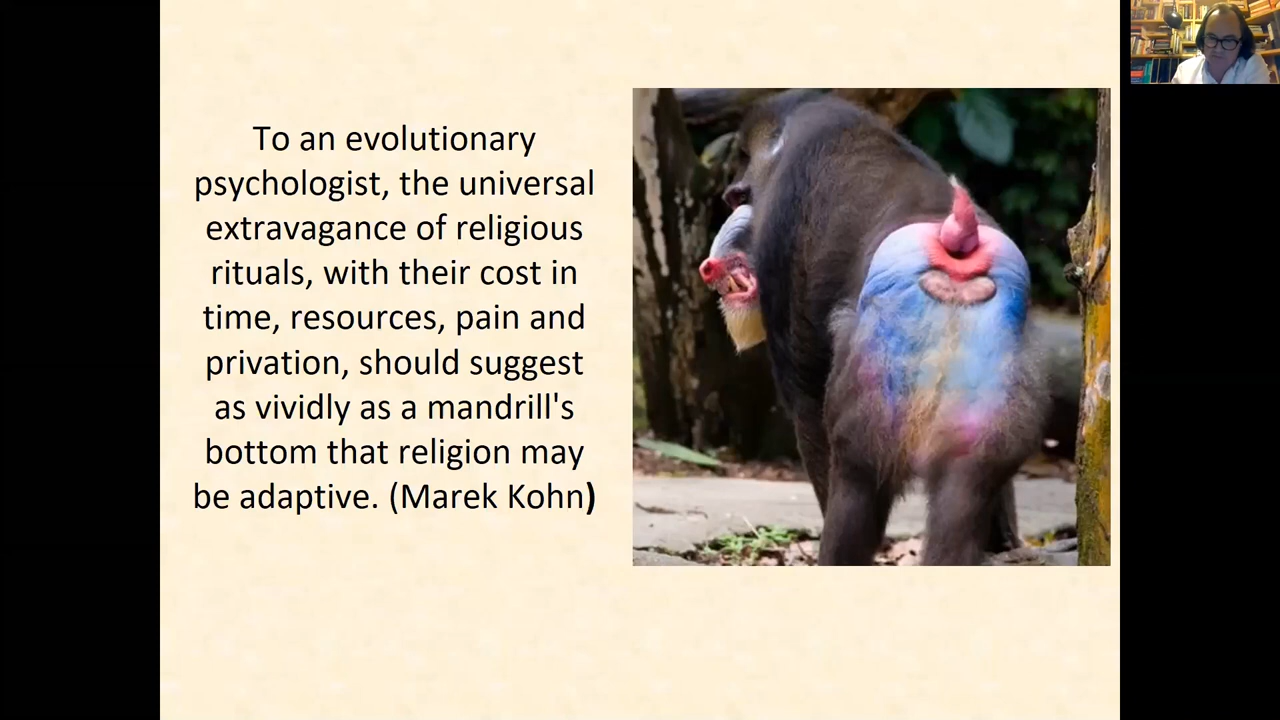 To an evolutionary
psychologist, the universal
extravagance of religious
rituals, with their cost in
time, resources, pain and
privation, should suggest
as vividly as a mandrill's
bottom that religion may
be adaptive. (Marek Kohn)